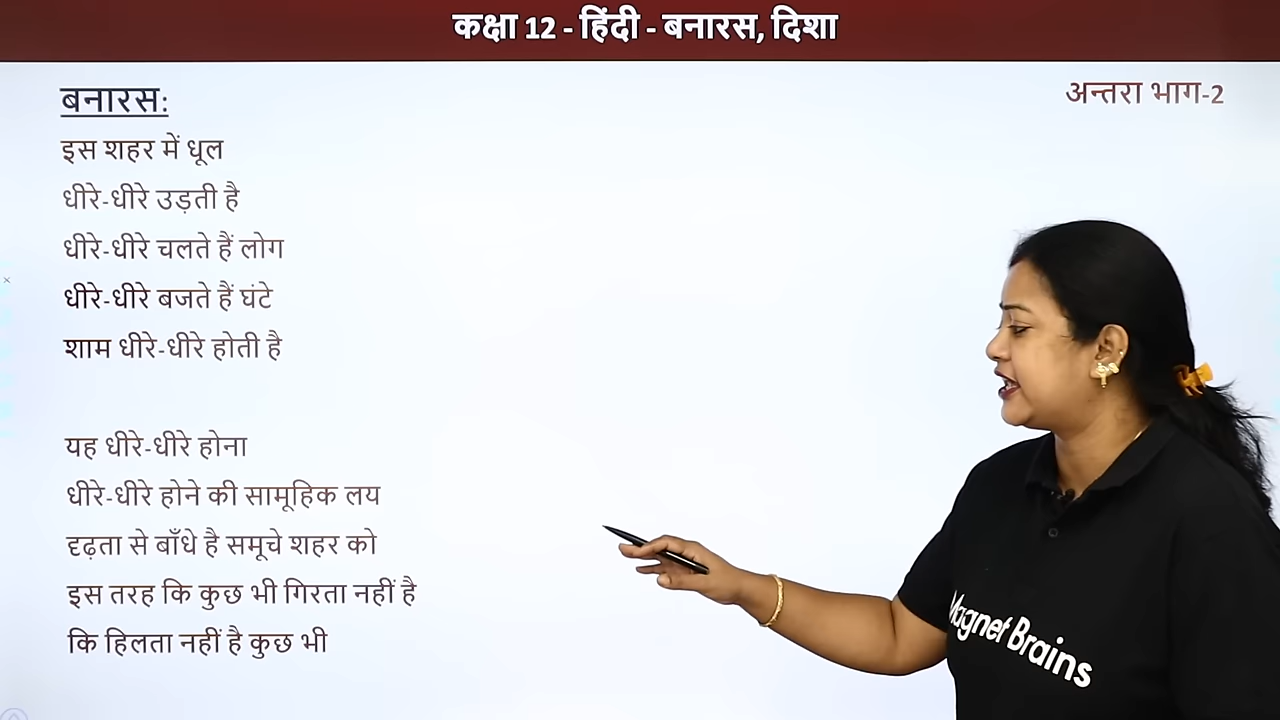 कक्षा 12 - हिंदी - बनारस, दिशा
अन्तरा भाग-2
बनारस:
इस शहर में धूल
धीरे-धीरे उड़ती है
धीरे-धीरे चलते हैं लोग
धीरे-धीरे बजते हैं घंटे
शाम धीरे-धीरे होती है
यह धीरे-धीरे होना
धीरे-धीरे होने की सामूहिक लय
दृढ़ता से बाँधे है समूचे शहर को
इस तरह कि कुछ भी गिरता नहीं है
कि हिलता नहीं है कुछ भी
Magnet Brains